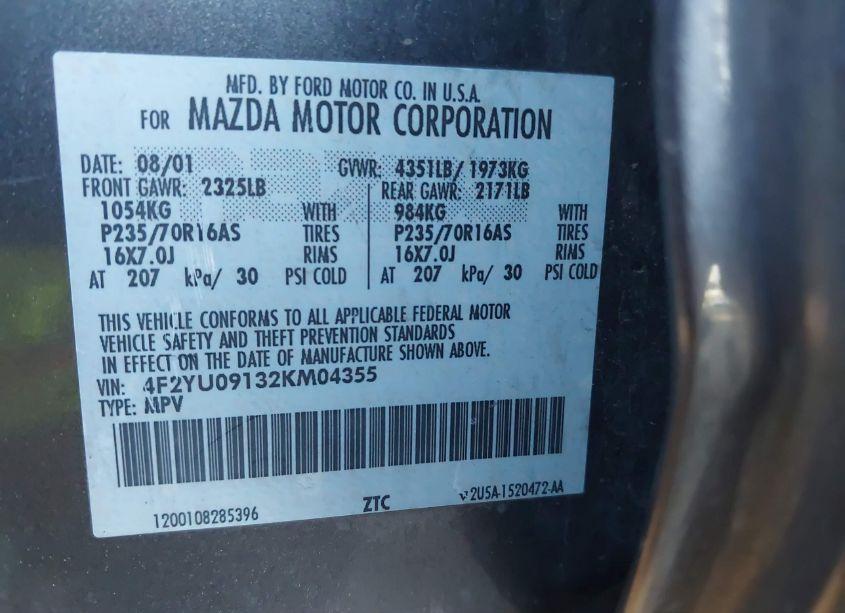 MFD. BY FORD MOTOR CO. IN U.S.A.
FOR MAZDA MOTOR CORPORATION
DATE: 08/01 GVWR: 4351LB/ 1973KG
FRONT GAWR: 2325LB REAR GAWR: 2171LB
1054KG WITH 984KG WITH
P235/70R16AS TIRES P235/70R16AS TIRES
16X7.0J RIMS 16X7.0J RIMS
AT 207 kPa/ 30 PSI COLD AT 207 kPa/ 30 PSI COLD
THIS VEHICLE CONFORMS TO ALL APPLICABLE FEDERAL MOTOR
VEHICLE SAFETY AND THEFT PREVENTION STANDARDS
IN EFFECT ON THE DATE OF MANUFACTURE SHOWN ABOVE.
VIN: 4F2YU09132KM04355
TYPE: MPV
1200108285396 ZTC 2U5A-1520472-AA